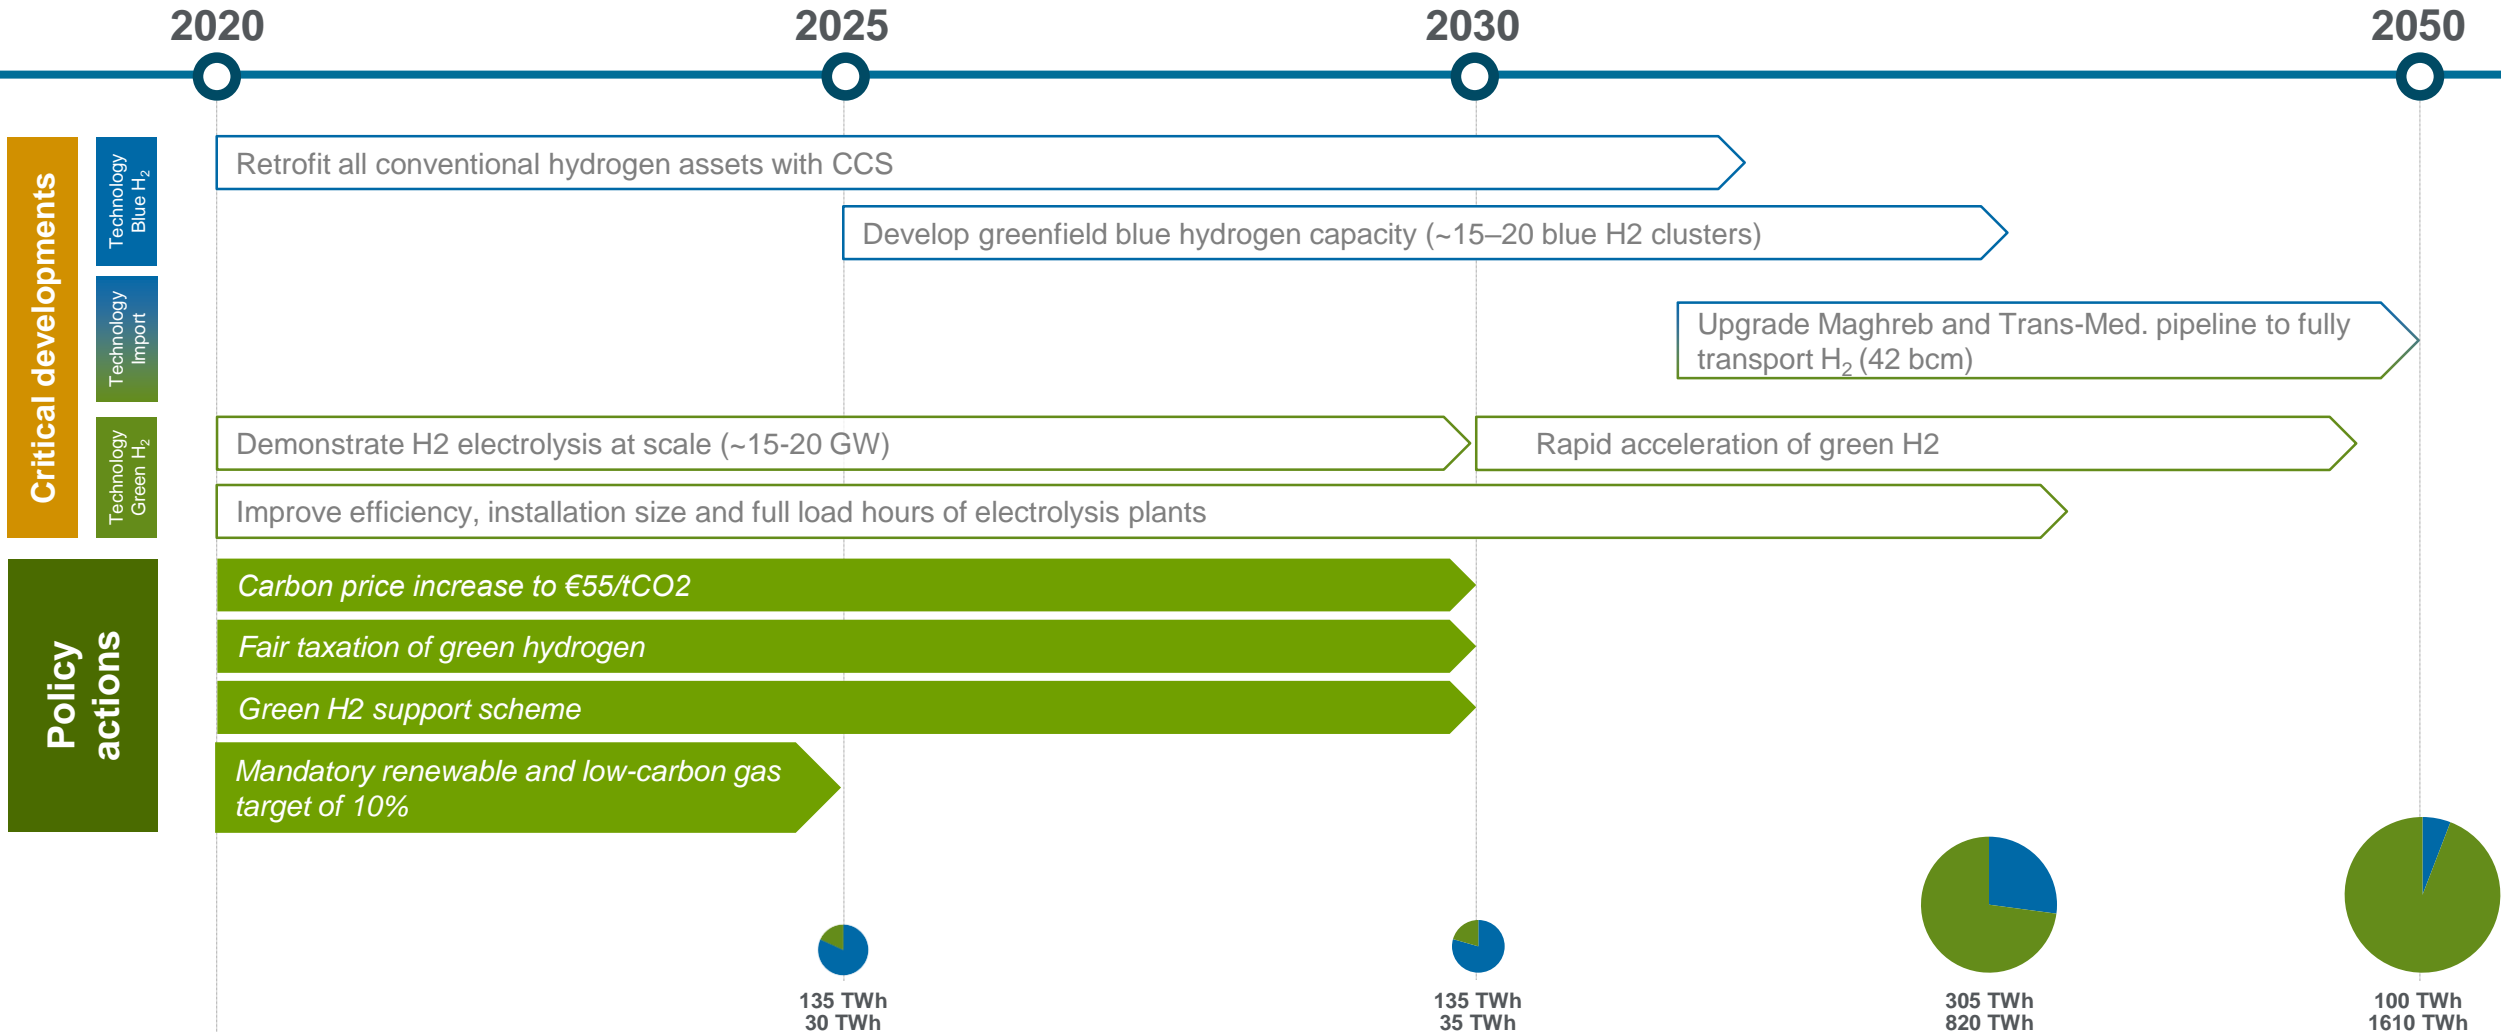 2020
2025
2030
2050
Critical developments
Technology
Blue H₂
Retrofit all conventional hydrogen assets with CCS
Develop greenfield blue hydrogen capacity (~15–20 blue H2 clusters)
Technology
Import
Upgrade Maghreb and Trans-Med. pipeline to fully
transport H₂ (42 bcm)
Technology
Green H₂
Demonstrate H2 electrolysis at scale (~15-20 GW)
Rapid acceleration of green H2
Improve efficiency, installation size and full load hours of electrolysis plants
Policy
actions
Carbon price increase to €55/tCO2
Fair taxation of green hydrogen
Green H2 support scheme
Mandatory renewable and low-carbon gas
target of 10%
135 TWh
30 TWh
135 TWh
35 TWh
305 TWh
820 TWh
100 TWh
1610 TWh